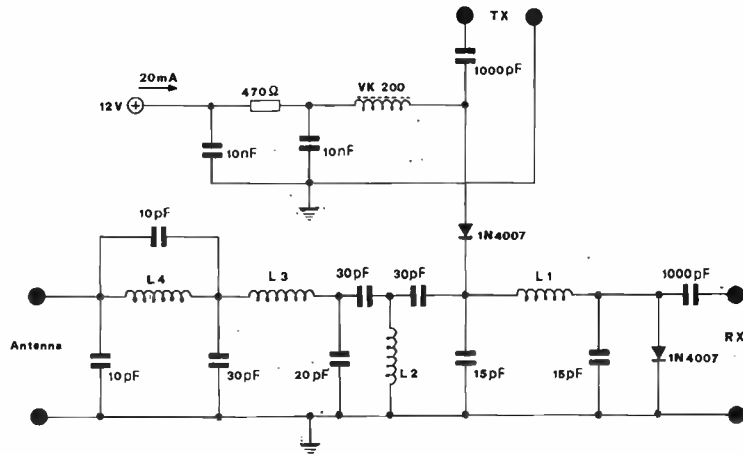 TX
1000pF
20mA
470Ω
VK 200
12V
10nF
10nF
1N4007
10pF
L4
L3
30pF
30pF
L1
1000pF
Antenna
10pF
30pF
20pF
L2
15pF
15pF
1N4007
RX